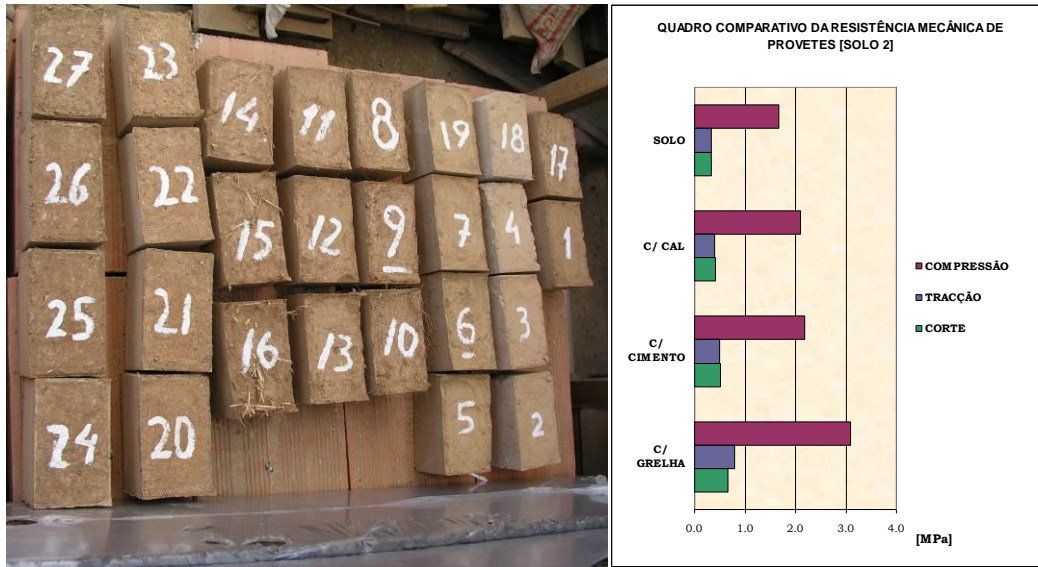 27
23
14
11
8
19
18
17
26
22
15
12
9
7
4
1
25
21
16
13
10
6
3
24
20
5
2
QUADRO COMPARATIVO DA RESISTÊNCIA MECÂNICA DE
PROVETES [SOLO 2]
SOLO
C/ CAL
C/
CIMENTO
C/
GRELHA
0.0 1.0 2.0 3.0 4.0
[MPa]
COMPRESSÃO
TRACÇÃO
CORTE